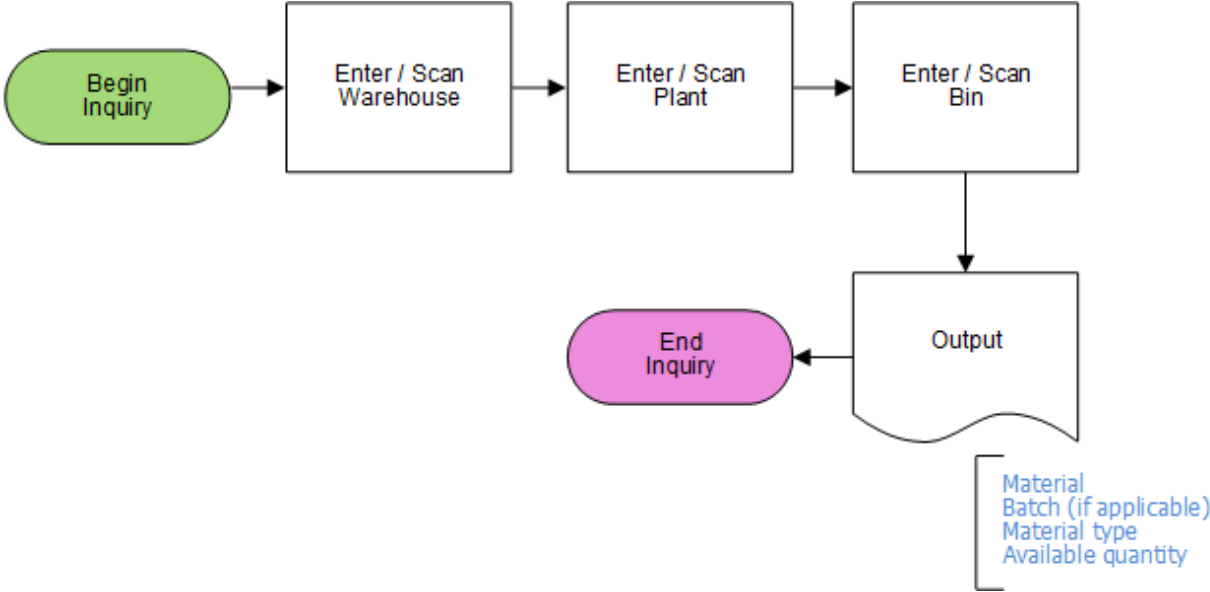 Begin
Inquiry
Enter / Scan
Warehouse
Enter / Scan
Plant
Enter / Scan
Bin
Output
End
Inquiry
Material
Batch (if applicable)
Material type
Available quantity